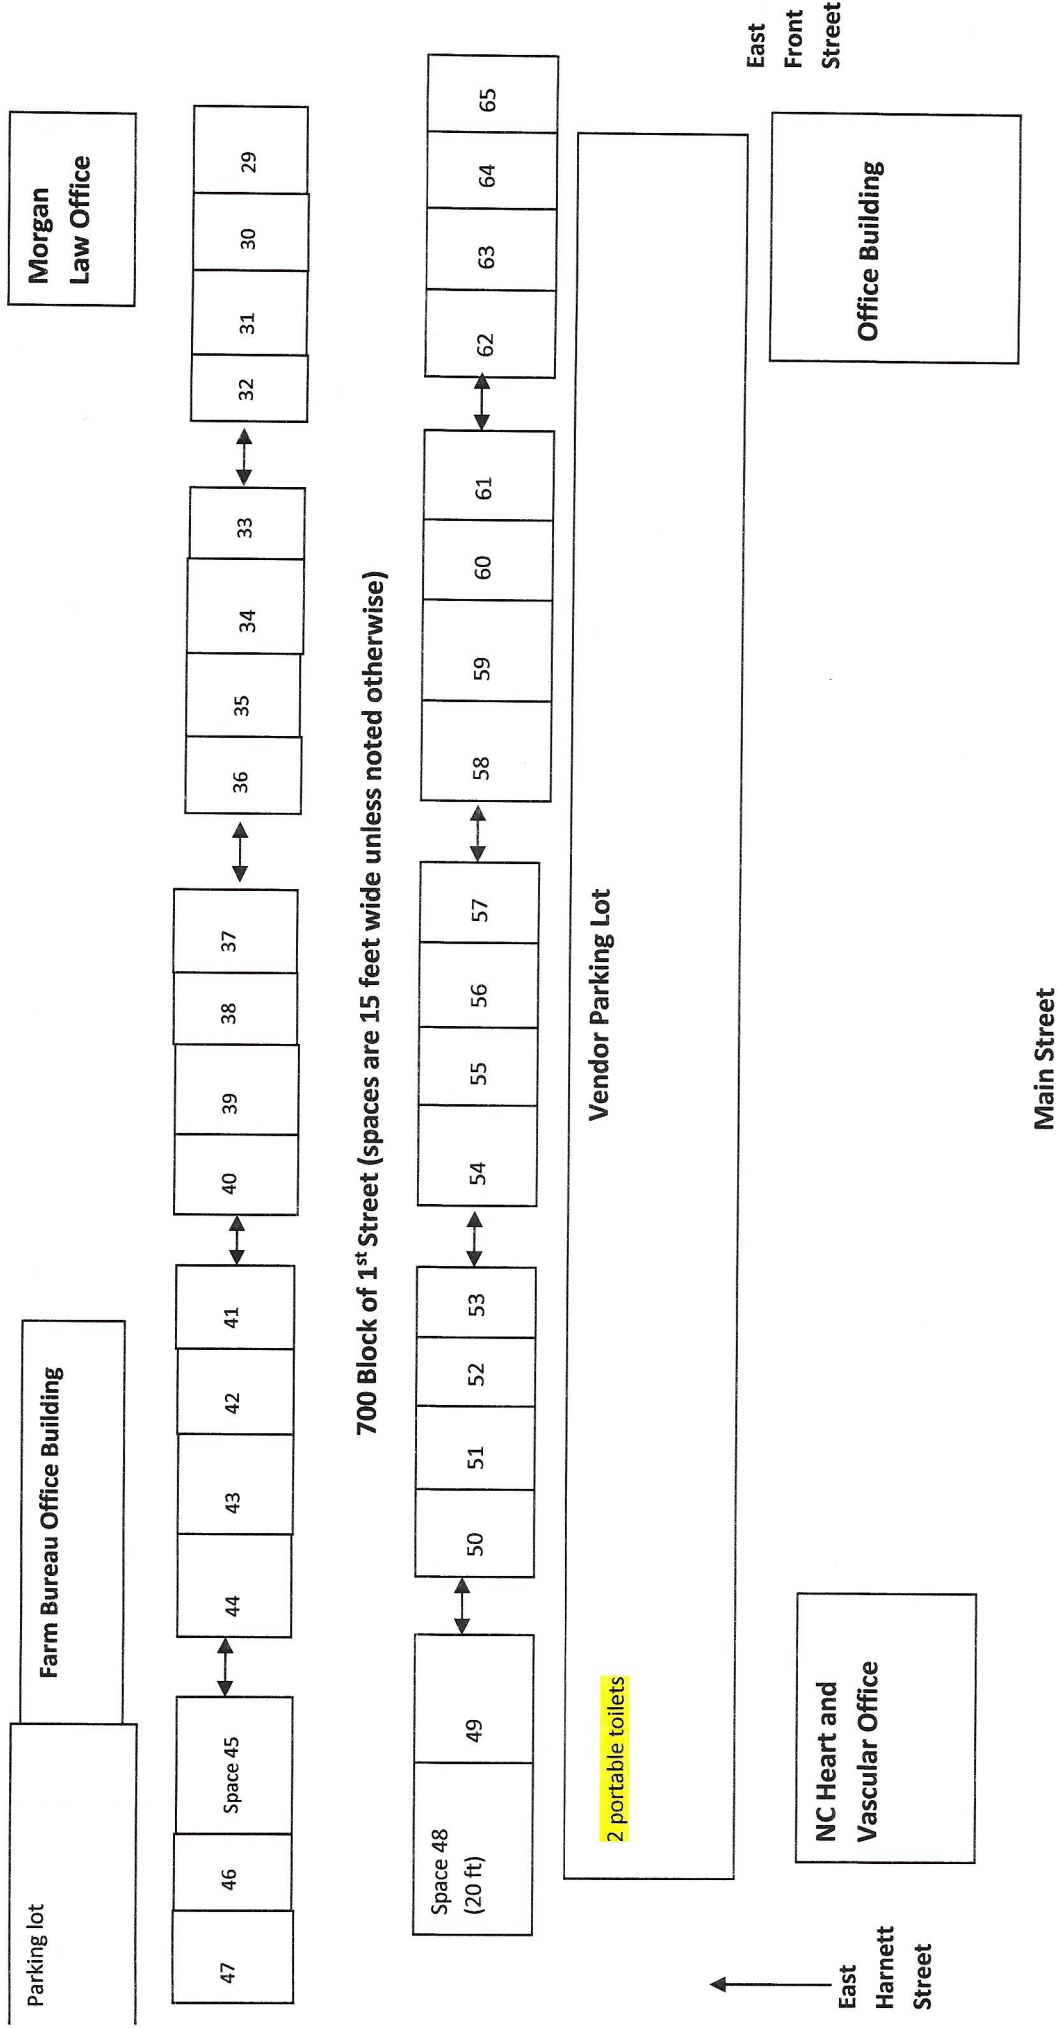 Parking lot
Farm Bureau Office Building
Morgan
Law Office
47
46
Space 45
44
43
42
41
40
39
38
37
36
35
34
33
32
31
30
29
700 Block of 1st Street (spaces are 15 feet wide unless noted otherwise)
Space 48
(20 ft)
49
50
51
52
53
54
55
56
57
58
59
60
61
62
63
64
65
Vendor Parking Lot
2 portable toilets
East
Harnett
Street
NC Heart and
Vascular Office
Office Building
East
Front
Street
Main Street